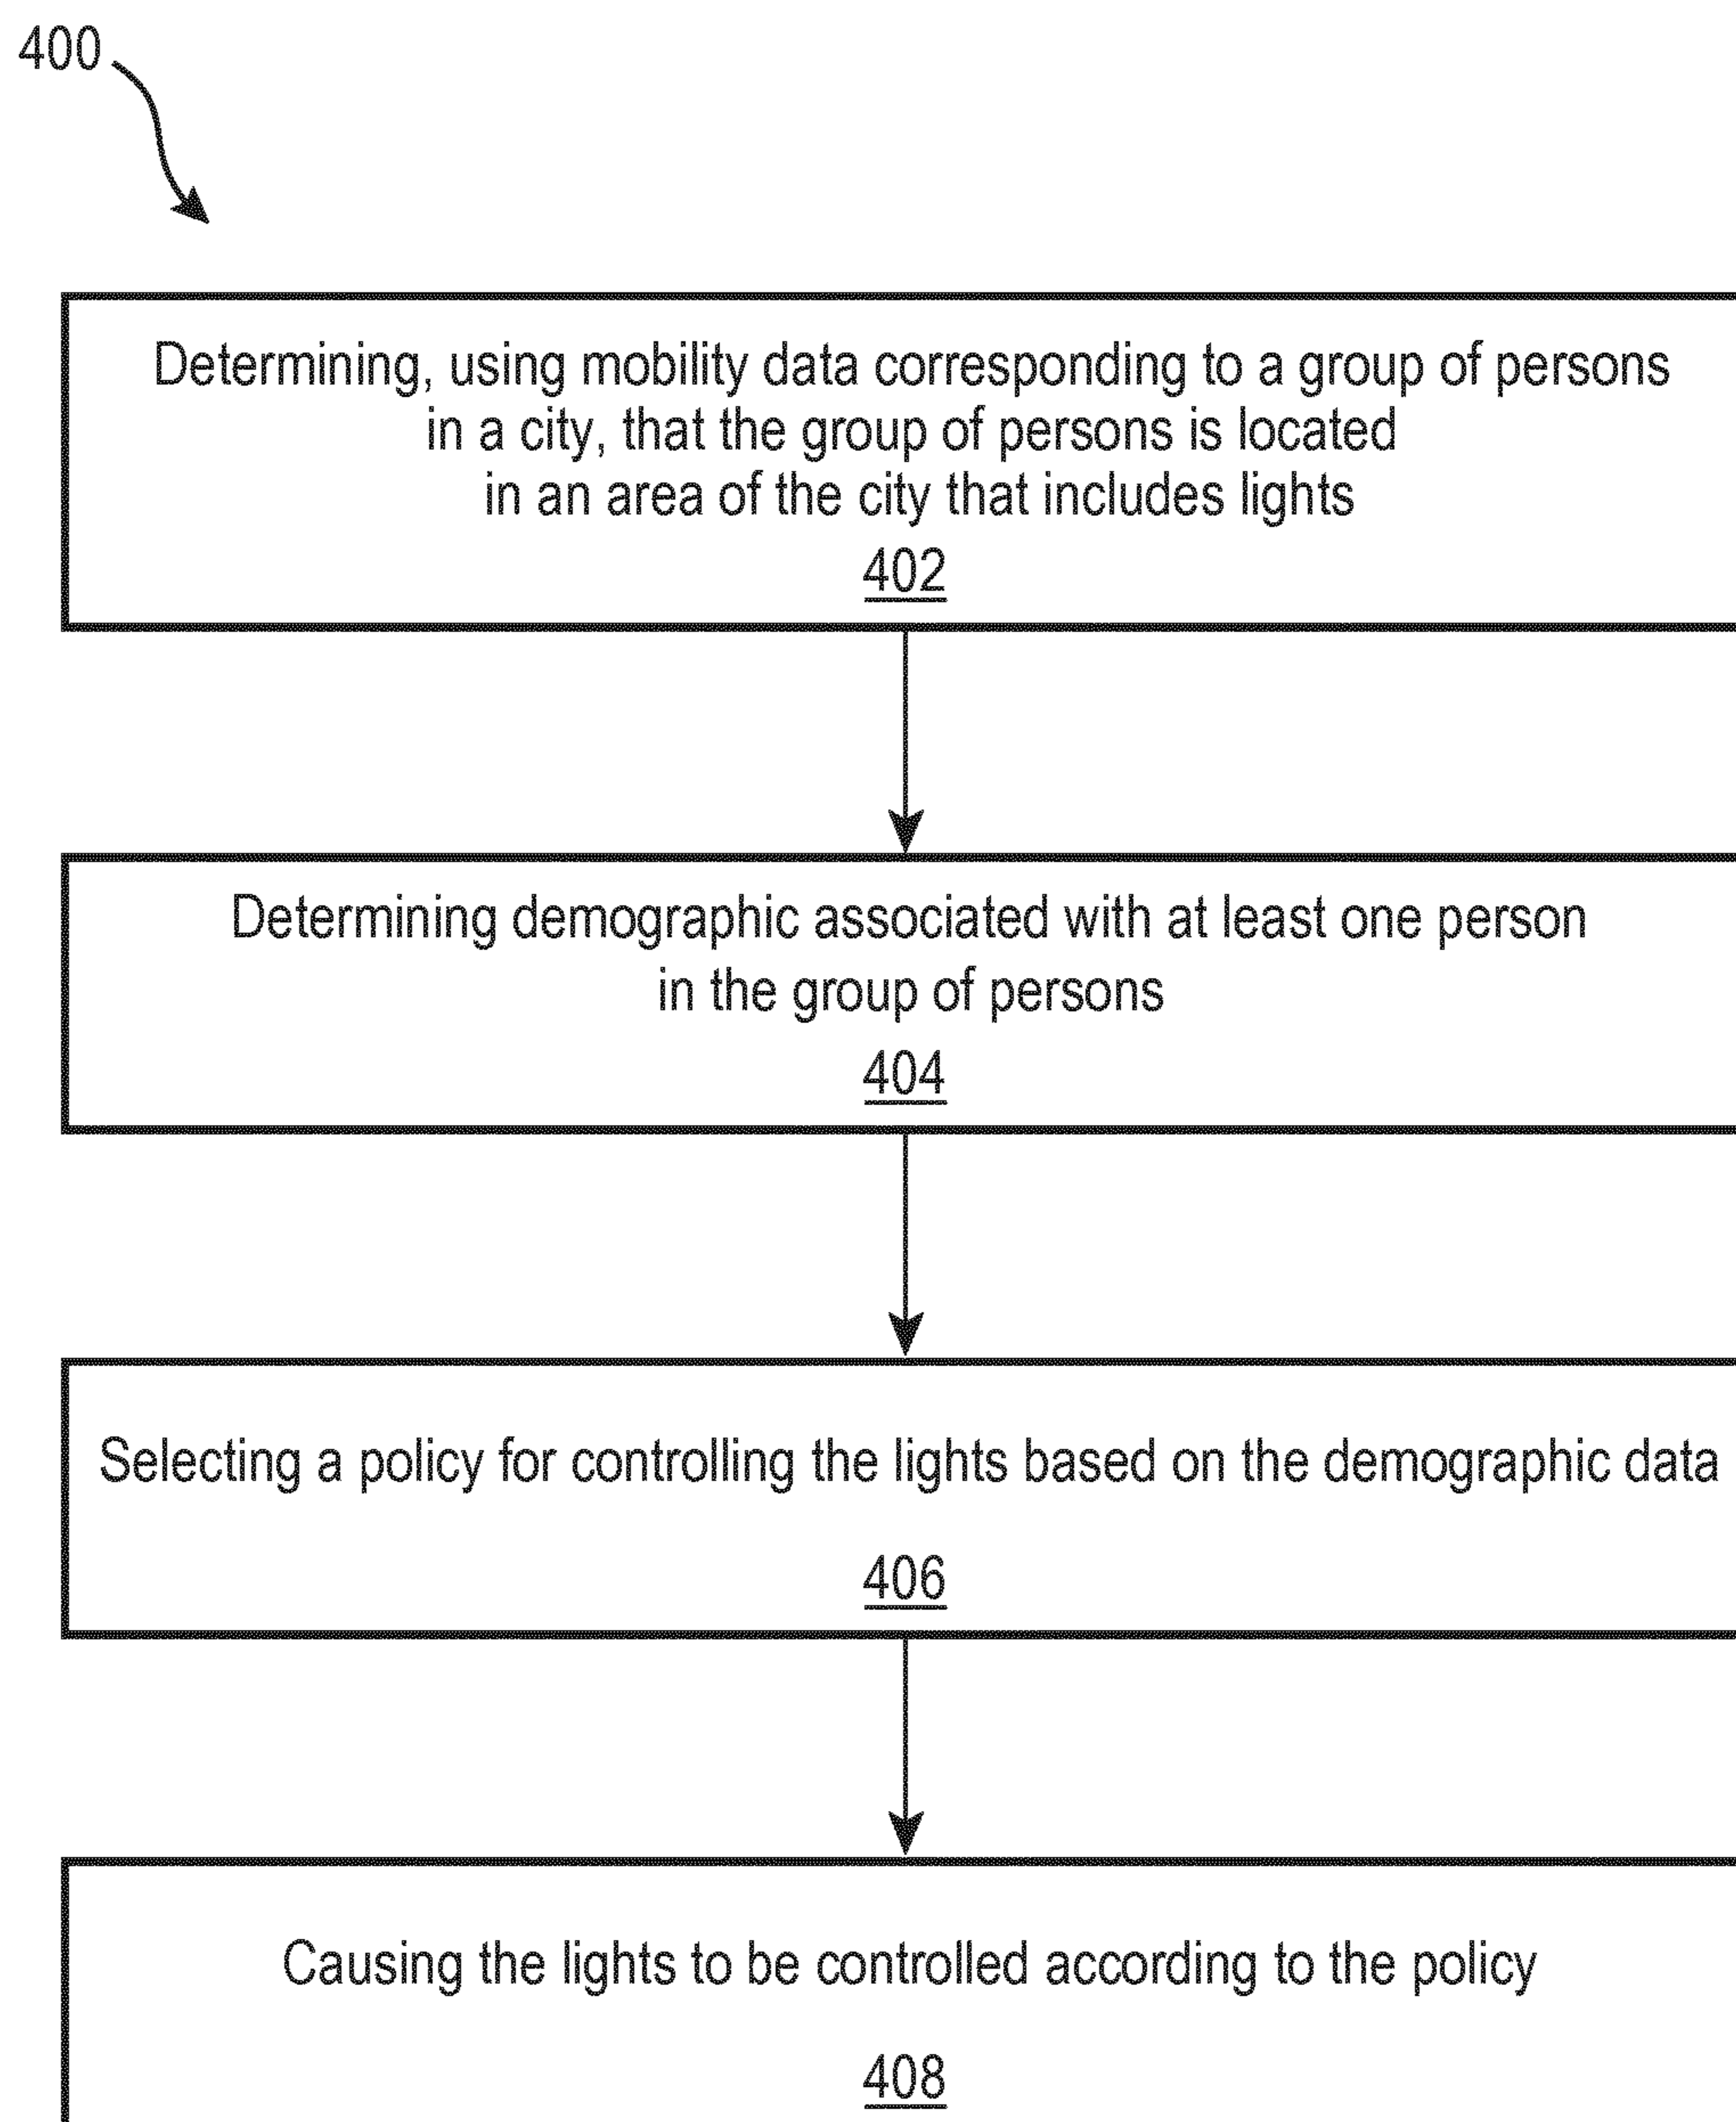 400
Determining, using mobility data corresponding to a group of persons
in a city, that the group of persons is located
in an area of the city that includes lights
402
Determining demographic associated with at least one person
in the group of persons
404
Selecting a policy for controlling the lights based on the demographic data
406
Causing the lights to be controlled according to the policy
408